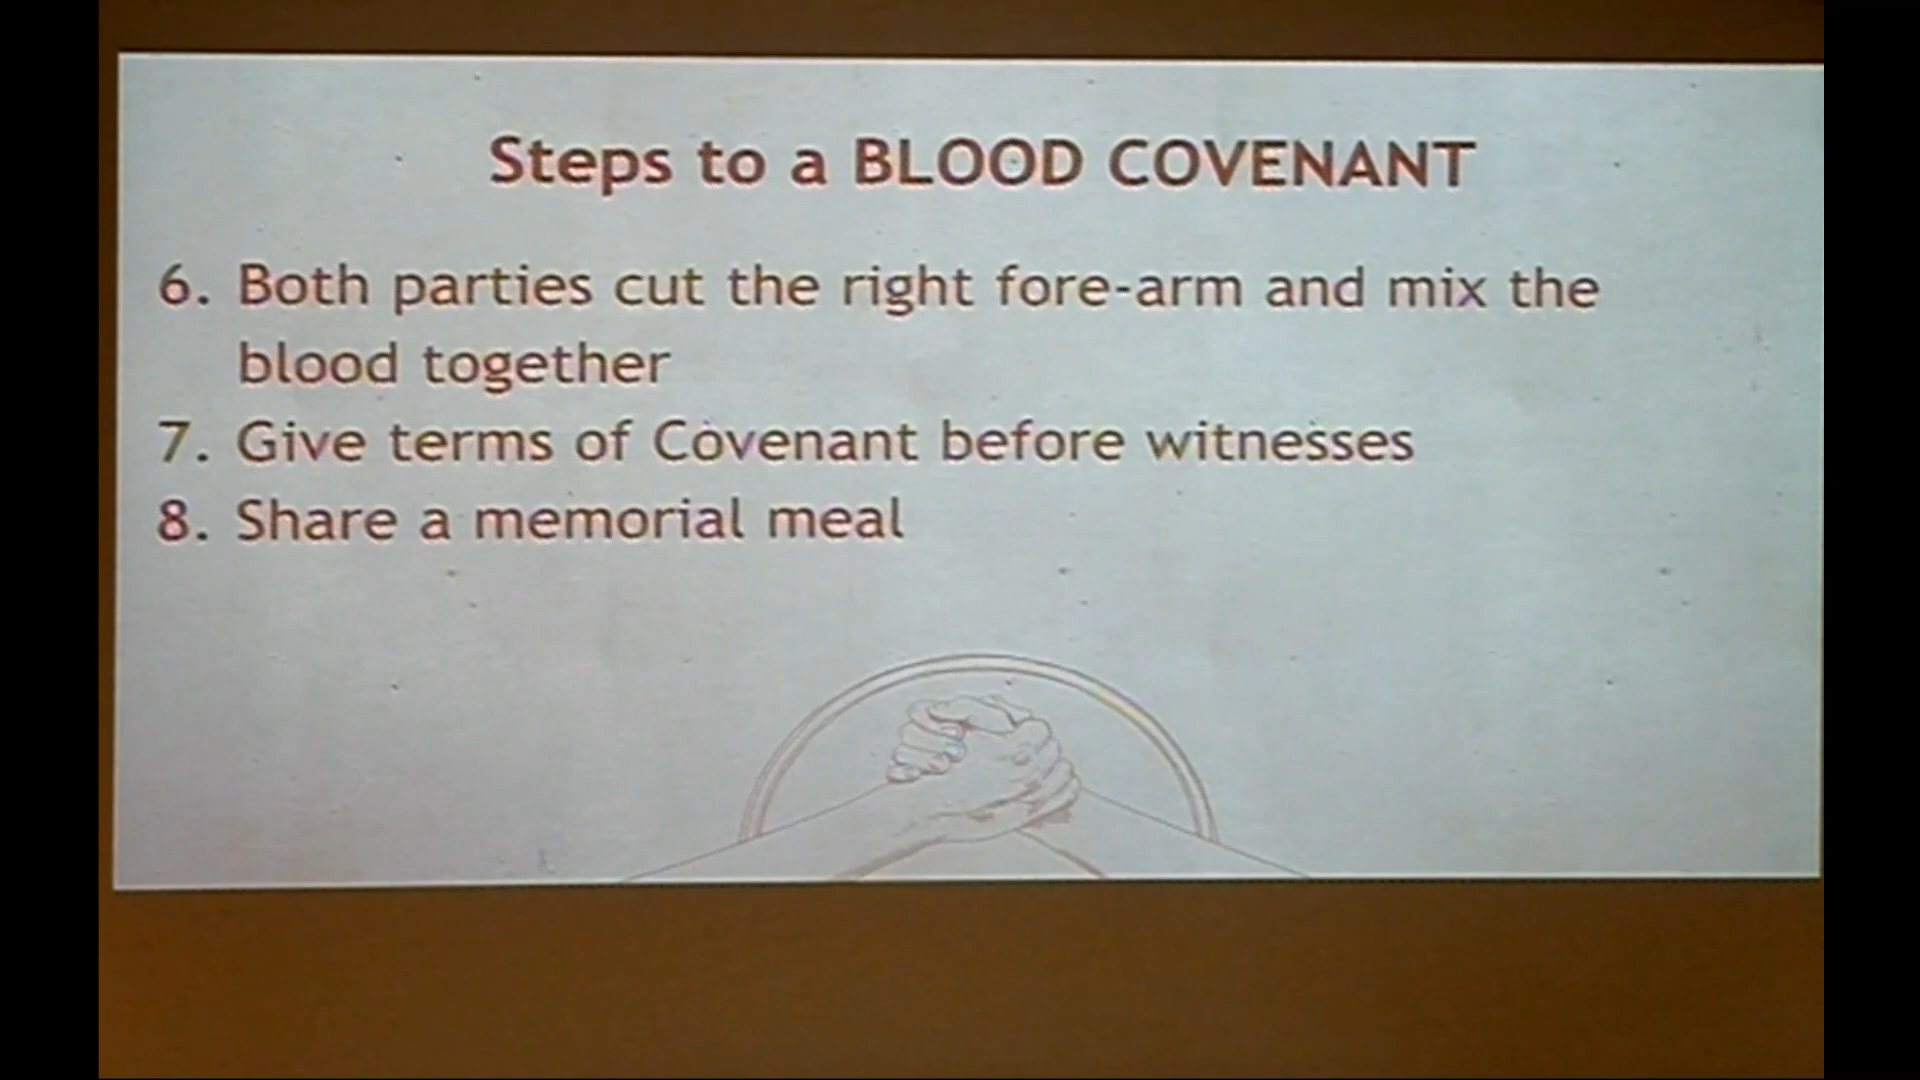 Steps to a BLOOD COVENANT
6. Both parties cut the right fore-arm and mix the
blood together
7. Give terms of Covenant before witnesses
8. Share a memorial meal